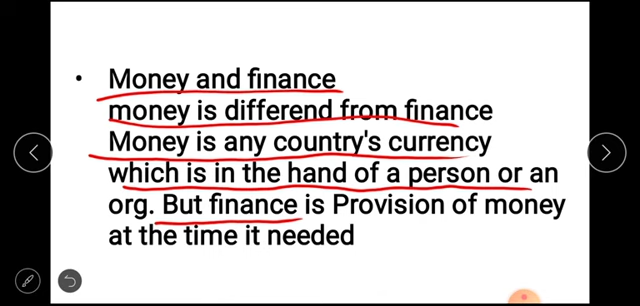 • Money and finance
money is differend from finance
Money is any country's currency
which is in the hand of a person or an
org. But finance is Provision of money
at the time it needed